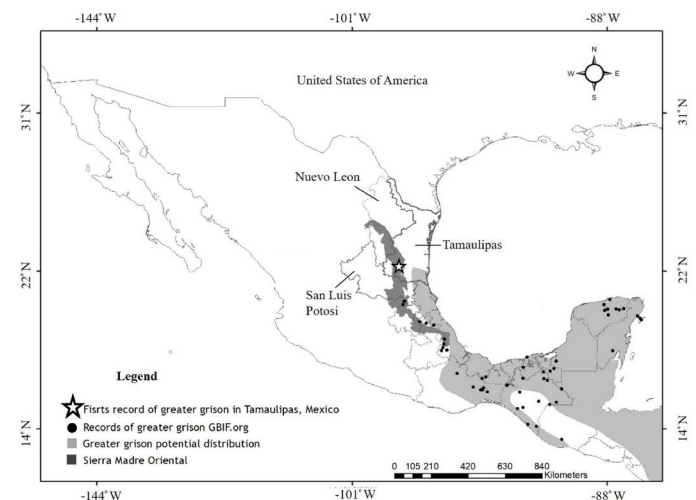 -144°W -101°W -88°W
N
W E
S
United States of America
31°N 31°N
Nuevo Leon
Tamaulipas
22°N 22°N
San Luis
Potosi
Legend
Fisrts record of greater grison in Tamaulipas, Mexico
Records of greater grison GBIF.org
Greater grison potential distribution
Sierra Madre Oriental
14°N 14°N
0 105 210 420 630 840
Kilometers
-144°W -101°W -88°W